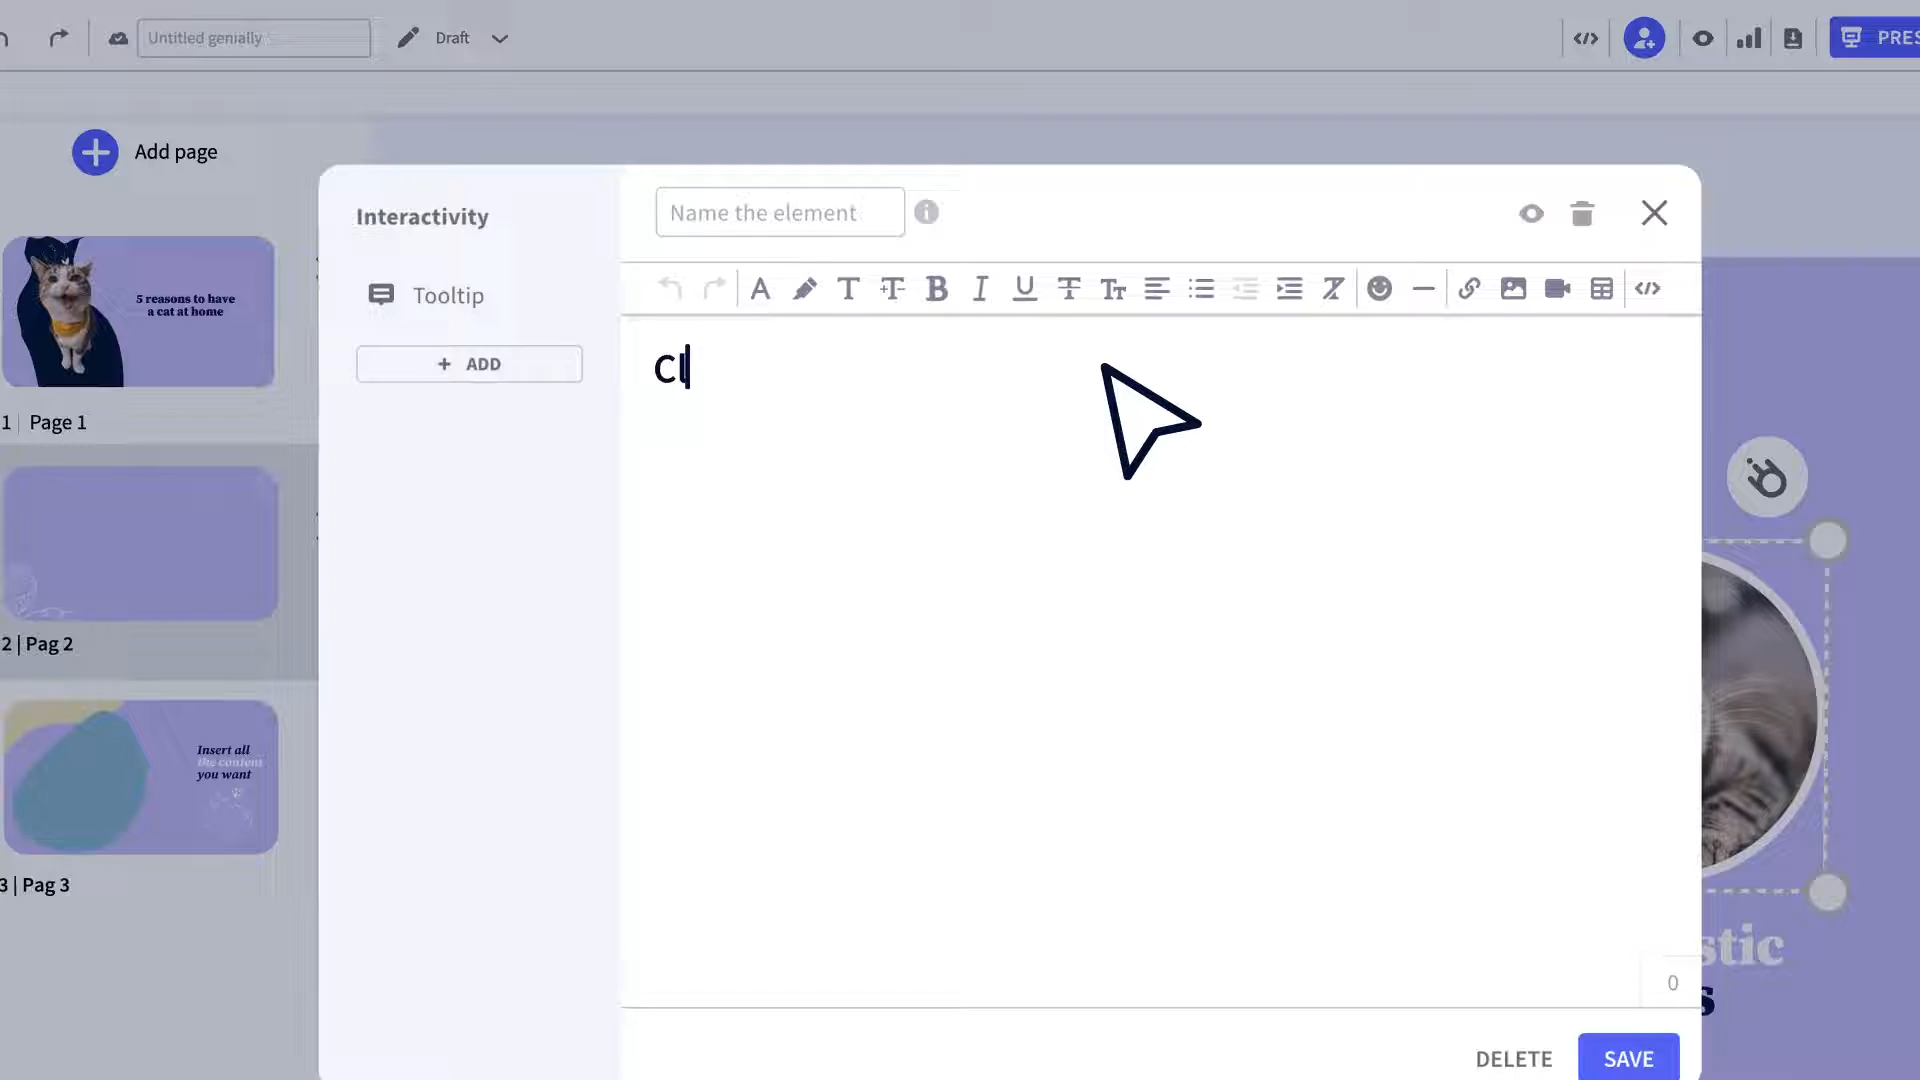 Untitled genially
Draft
PRES
Add page
5 reasons to have
a cat at home
1 | Page 1
2 | Pag 2
Insert all
the content
you want
3 | Pag 3
Interactivity
Tooltip
+ ADD
Name the element
Cl
0
DELETE
SAVE
stic
s